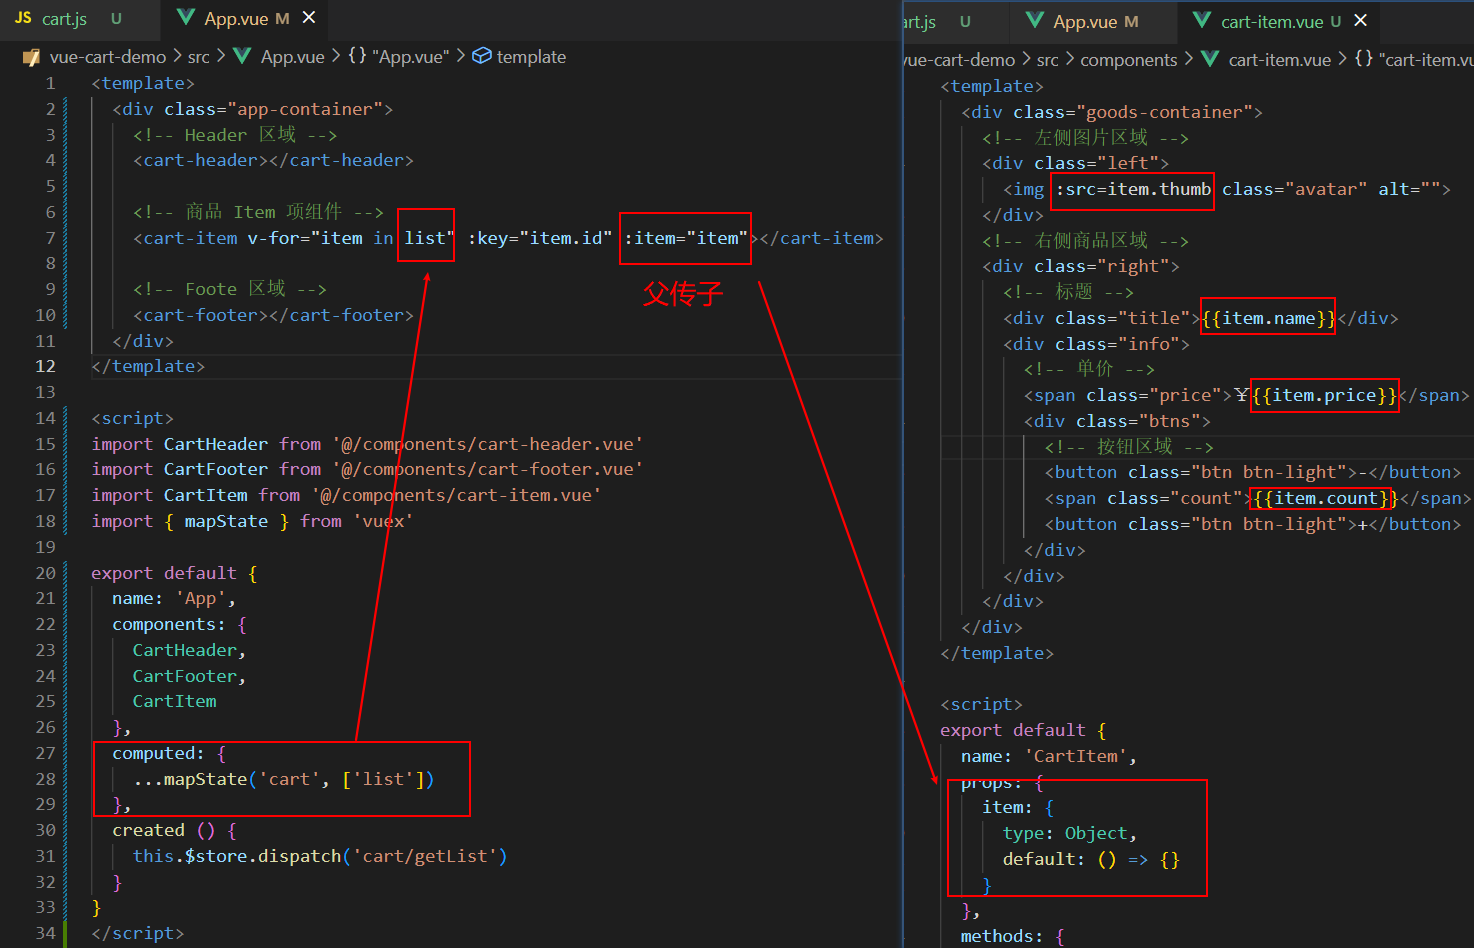 JS cart.js U App.vue M ×
vue-cart-demo > src > App.vue > {} "App.vue" > template
1 <template>
2 <div class="app-container">
3 <!-- Header 区域 -->
4 <cart-header></cart-header>
5
6 <!-- 商品 Item 项组件 -->
7 <cart-item v-for="item in list" :key="item.id" :item="item"></cart-item>
8
父传子
9 <!-- Foote 区域 -->
10 <cart-footer></cart-footer>
11 </div>
12 </template>
13
14 <script>
15 import CartHeader from '@/components/cart-header.vue'
16 import CartFooter from '@/components/cart-footer.vue'
17 import CartItem from '@/components/cart-item.vue'
18 import { mapState } from 'vuex'
19
20 export default {
21 name: 'App',
22 components: {
23 CartHeader,
24 CartFooter,
25 CartItem
26 },
27 computed: {
28 ...mapState('cart', ['list'])
29 },
30 created () {
31 this.$store.dispatch('cart/getList')
32 }
33 }
34 </script>
art.js U App.vue M cart-item.vue U ×
vue-cart-demo > src > components > cart-item.vue > {} "cart-item.vu
<template>
<div class="goods-container">
<!-- 左侧图片区域 -->
<div class="left">
<img :src=item.thumb class="avatar" alt="">
</div>
<!-- 右侧商品区域 -->
<div class="right">
<!-- 标题 -->
<div class="title">{{item.name}}</div>
<div class="info">
<!-- 单价 -->
<span class="price">¥{{item.price}}</span>
<div class="btns">
<!-- 按钮区域 -->
<button class="btn btn-light">-</button>
<span class="count">{{item.count}}</span>
<button class="btn btn-light">+</button>
</div>
</div>
</div>
</div>
</template>
<script>
export default {
name: 'CartItem',
props: {
item: {
type: Object,
default: () => {}
}
},
methods: {